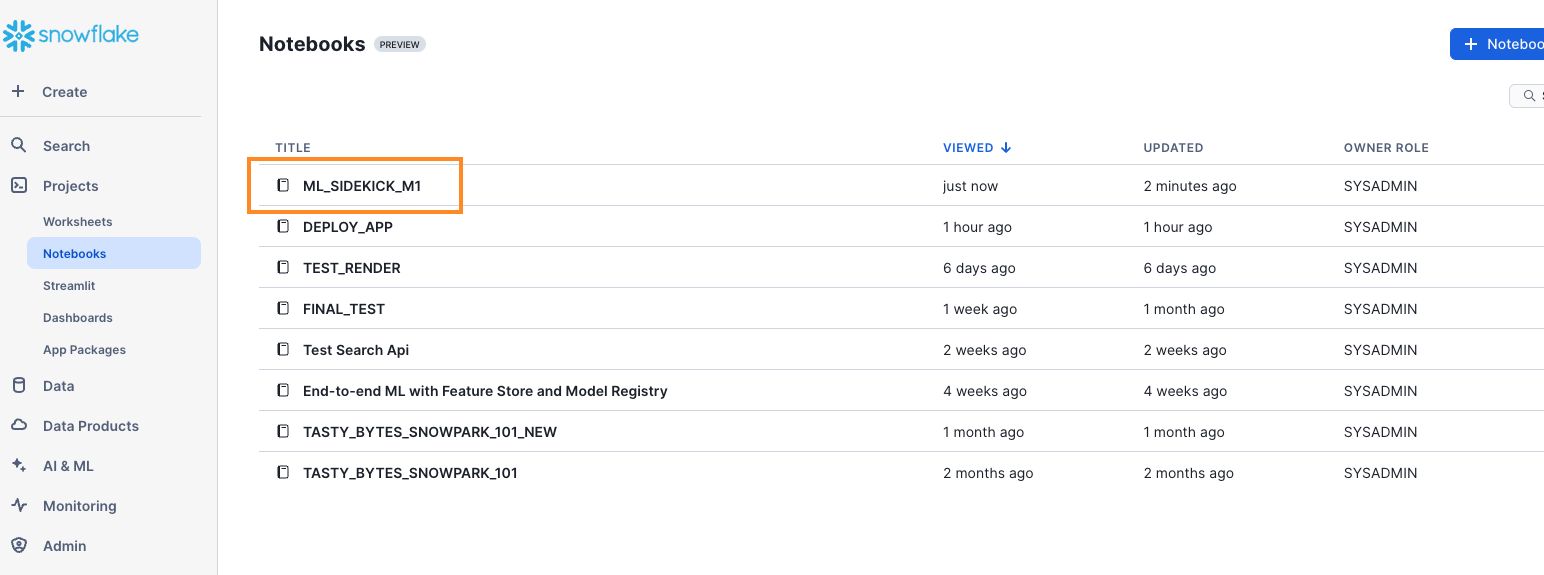 snowflake
Create
Search
Projects
Worksheets
Notebooks
Streamlit
Dashboards
App Packages
Data
Data Products
AI & ML
Monitoring
Admin
Notebooks PREVIEW
TITLE VIEWED UPDATED OWNER ROLE
ML_SIDEKICK_M1 just now 2 minutes ago SYSADMIN
DEPLOY_APP 1 hour ago 1 hour ago SYSADMIN
TEST_RENDER 6 days ago 6 days ago SYSADMIN
FINAL_TEST 1 week ago 1 month ago SYSADMIN
Test Search Api 2 weeks ago 2 weeks ago SYSADMIN
End-to-end ML with Feature Store and Model Registry 4 weeks ago 4 weeks ago SYSADMIN
TASTY_BYTES_SNOWPARK_101_NEW 1 month ago 1 month ago SYSADMIN
TASTY_BYTES_SNOWPARK_101 2 months ago 2 months ago SYSADMIN